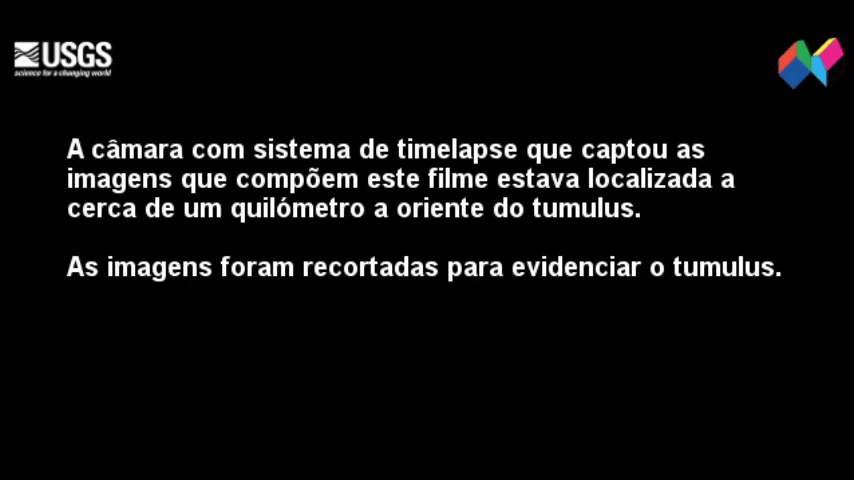 USGS
science for a changing world
A câmara com sistema de timelapse que captou as
imagens que compõem este filme estava localizada a
cerca de um quilómetro a oriente do tumulus.
As imagens foram recortadas para evidenciar o tumulus.